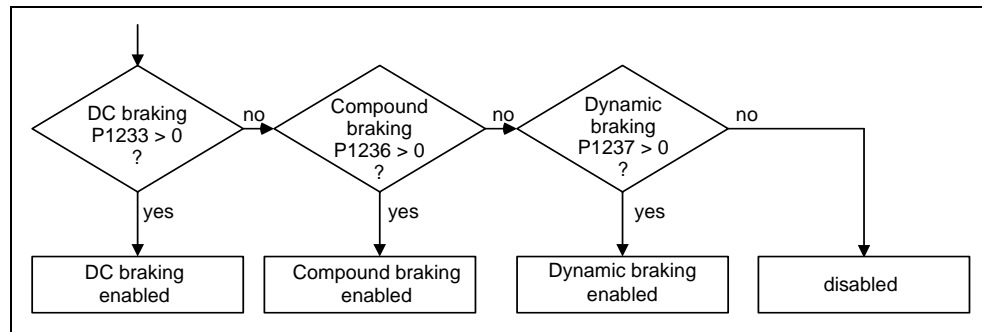 DC braking
P1233 > 0
?
no
Compound
braking
P1236 > 0
?
no
Dynamic
braking
P1237 > 0
?
no
yes
yes
yes
DC braking
enabled
Compound braking
enabled
Dynamic braking
enabled
disabled